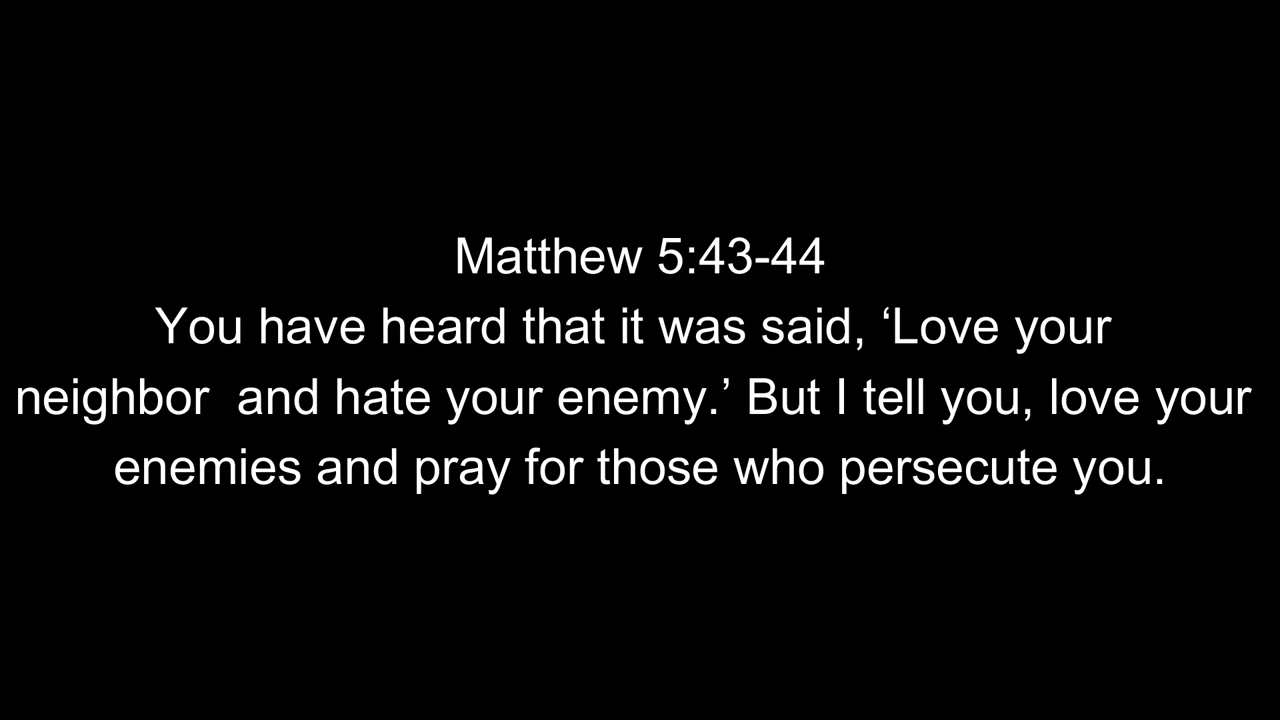 Matthew 5:43-44
You have heard that it was said, ‘Love your
neighbor  and hate your enemy.’ But I tell you, love your
enemies and pray for those who persecute you.